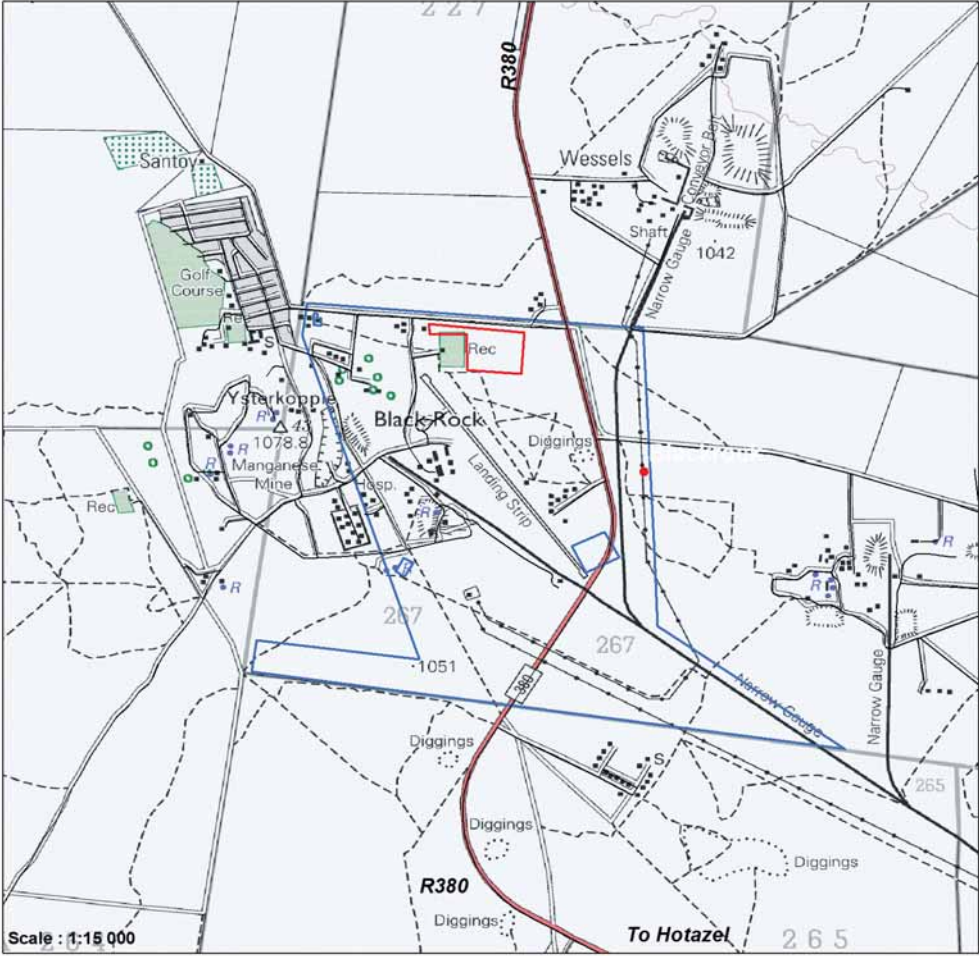 227
R380
Santoy
Wessels
Conveyor Belt
Shaft
Narrow Gauge
1042
Golf
Course
Rec
S
Rec
Ysterkoppie
R
43
1078.8
Black Rock
Diggings
R
R
Manganese
Mine
Hosp.
Landing Strip
R
Rec
R
R
R
R
267
267
1051
380
Narrow Gauge
Narrow Gauge
Diggings
S
265
Diggings
Diggings
R380
Diggings
To Hotazel
265
Scale : 1:15 000